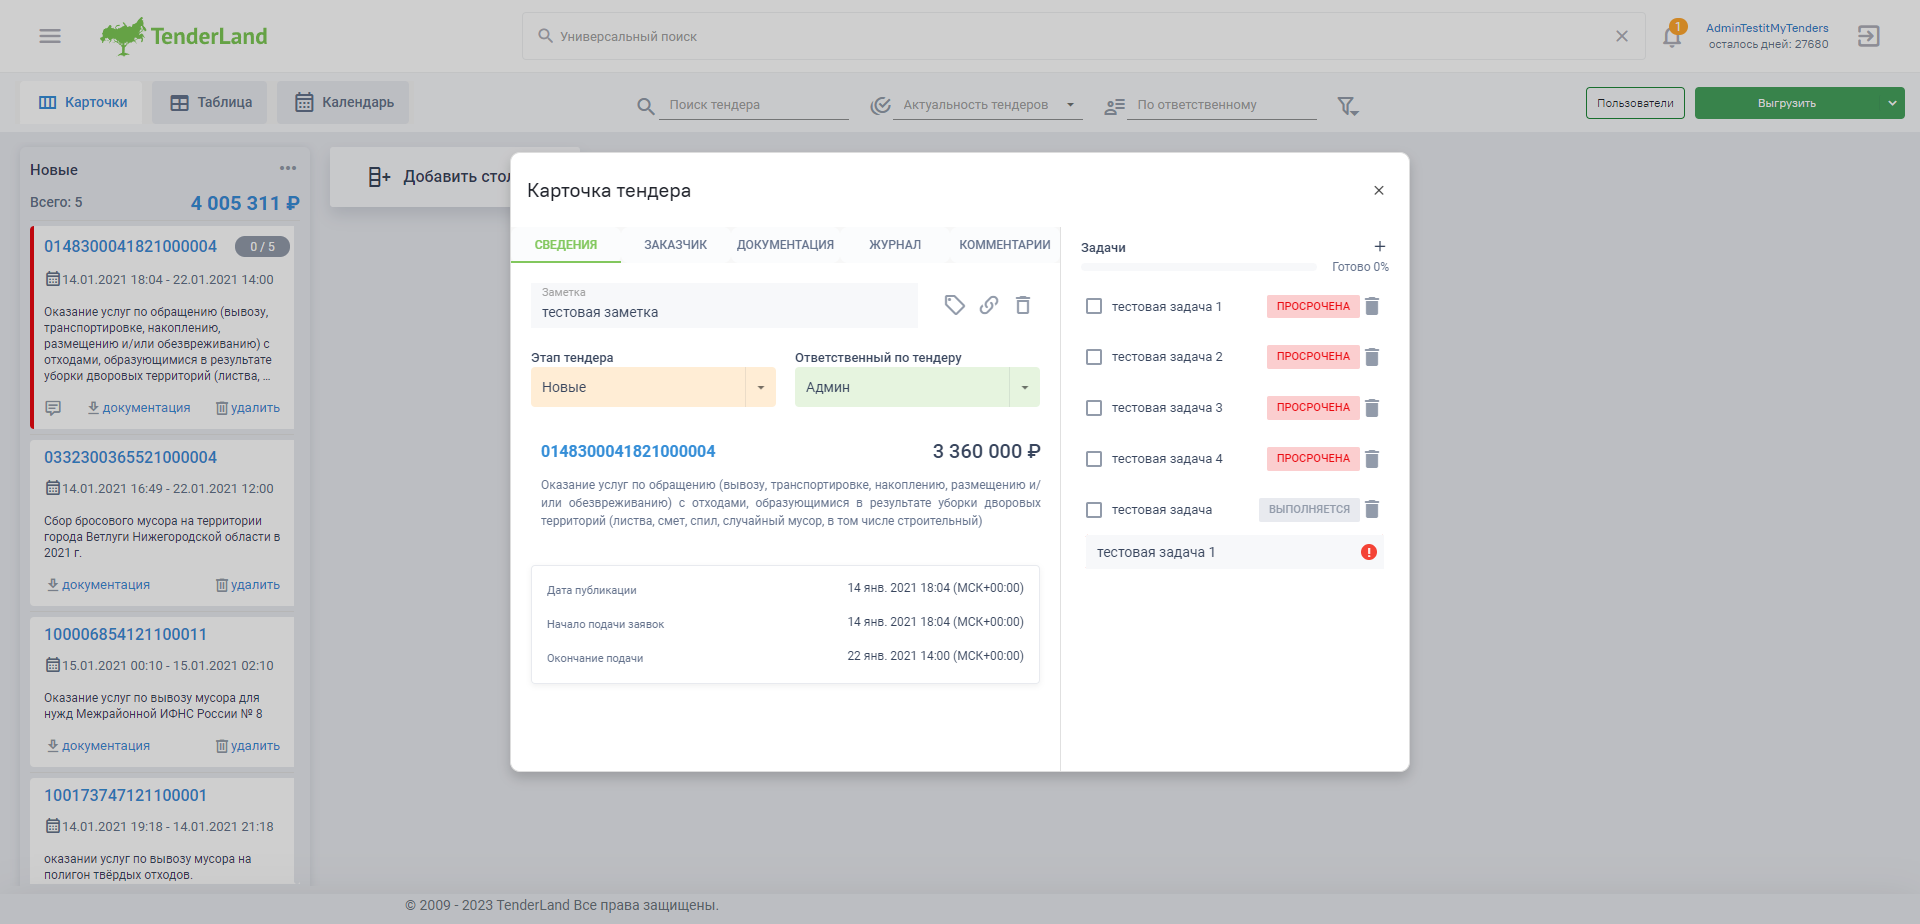 TenderLand
Универсальный поиск
1
AdminTestitMyTenders
осталось дней: 27680
Карточки
Таблица
Календарь
Поиск тендера
Актуальность тендеров
По ответственному
Пользователи
Выгрузить
Новые
Всего: 5
4 005 311 ₽
0148300041821000004
0 / 5
14.01.2021 18:04 - 22.01.2021 14:00
Оказание услуг по обращению (вывозу,
транспортировке, накоплению,
размещению и/или обезвреживанию) с
отходами, образующимися в результате
уборки дворовых территорий (листва, ...
документация
удалить
0332300365521000004
14.01.2021 16:49 - 22.01.2021 12:00
Сбор бросового мусора на территории
города Ветлуги Нижегородской области в
2021 г.
документация
удалить
100006854121100011
15.01.2021 00:10 - 15.01.2021 02:10
Оказание услуг по вывозу мусора для
нужд Межрайонной ИФНС России № 8
документация
удалить
100173747121100001
14.01.2021 19:18 - 14.01.2021 21:18
оказании услуг по вывозу мусора на
полигон твёрдых отходов.
Добавить стол
Карточка тендера
СВЕДЕНИЯ
ЗАКАЗЧИК
ДОКУМЕНТАЦИЯ
ЖУРНАЛ
КОММЕНТАРИИ
Заметка
тестовая заметка
Этап тендера
Новые
Ответственный по тендеру
Админ
0148300041821000004
3 360 000 ₽
Оказание услуг по обращению (вывозу, транспортировке, накоплению, размещению и/
или обезвреживанию) с отходами, образующимися в результате уборки дворовых
территорий (листва, смет, спил, случайный мусор, в том числе строительный)
Дата публикации
14 янв. 2021 18:04 (МСК+00:00)
Начало подачи заявок
14 янв. 2021 18:04 (МСК+00:00)
Окончание подачи
22 янв. 2021 14:00 (МСК+00:00)
Задачи
Готово 0%
тестовая задача 1
ПРОСРОЧЕНА
тестовая задача 2
ПРОСРОЧЕНА
тестовая задача 3
ПРОСРОЧЕНА
тестовая задача 4
ПРОСРОЧЕНА
тестовая задача
ВЫПОЛНЯЕТСЯ
тестовая задача 1
© 2009 - 2023 TenderLand Все права защищены.